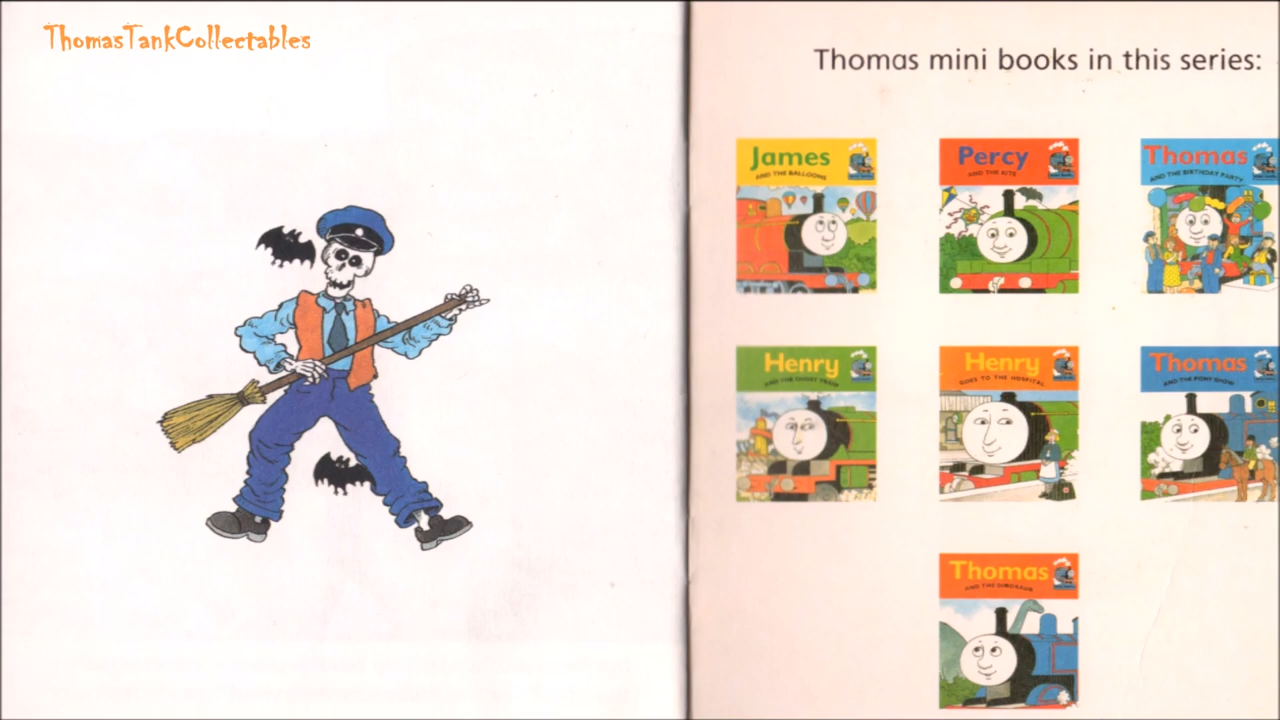 ThomasTankCollectables
Thomas mini books in this series:
James
AND THE BALLOONS
Percy
AND THE KITE
Thomas
AND THE BIRTHDAY PARTY
Henry
AND THE GHOST TRAIN
Henry
GOES TO THE HOSPITAL
Thomas
AND THE PONY SHOW
Thomas
AND THE DINOSAUR